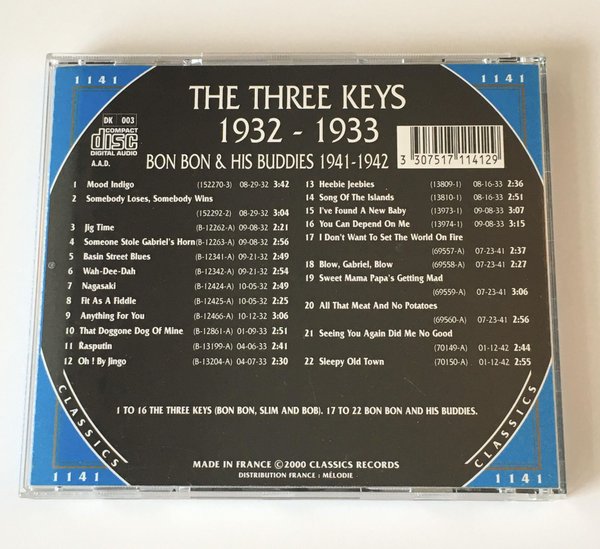 1141
1141
DK 003
COMPACT
disc
DIGITAL AUDIO
A.A.D.
THE THREE KEYS
1932 - 1933
BON BON & HIS BUDDIES 1941-1942
3 307517 114129
1 Mood Indigo (152270-3) 08-29-32 3:42
2 Somebody Loses, Somebody Wins
(152292-2) 08-29-32 3:04
3 Jig Time (B-12262-A) 09-08-32 2:21
4 Someone Stole Gabriel's Horn (B-12263-A) 09-08-32 2:56
5 Basin Street Blues (B-12341-A) 09-21-32 2:49
6 Wah-Dee-Dah (B-12342-A) 09-21-32 2:54
7 Nagasaki (B-12424-A) 10-05-32 2:49
8 Fit As A Fiddle (B-12425-A) 10-05-32 2:25
9 Anything For You (B-12466-A) 10-12-32 3:06
10 That Doggone Dog Of Mine (B-12861-A) 01-09-33 2:51
11 Rasputin (B-13199-A) 04-06-33 2:41
12 Oh ! By Jingo (B-13204-A) 04-07-33 2:30
13 Heebie Jeebies (13809-1) 08-16-33 2:36
14 Song Of The Islands (13810-1) 08-16-33 2:51
15 I've Found A New Baby (13973-1) 09-08-33 3:07
16 You Can Depend On Me (13974-1) 09-08-33 3:15
17 I Don't Want To Set The World On Fire
(69557-A) 07-23-41 2:37
18 Blow, Gabriel, Blow (69558-A) 07-23-41 2:27
19 Sweet Mama Papa's Getting Mad
(69559-A) 07-23-41 3:06
20 All That Meat And No Potatoes
(69560-A) 07-23-41 2:56
21 Seeing You Again Did Me No Good
(70149-A) 01-12-42 2:44
22 Sleepy Old Town (70150-A) 01-12-42 2:55
1 TO 16 THE THREE KEYS (BON BON, SLIM AND BOB). 17 TO 22 BON BON AND HIS BUDDIES.
CLASSICS
CLASSICS
MADE IN FRANCE ©2000 CLASSICS RECORDS
DISTRIBUTION FRANCE : MÉLODIE
1141
1141